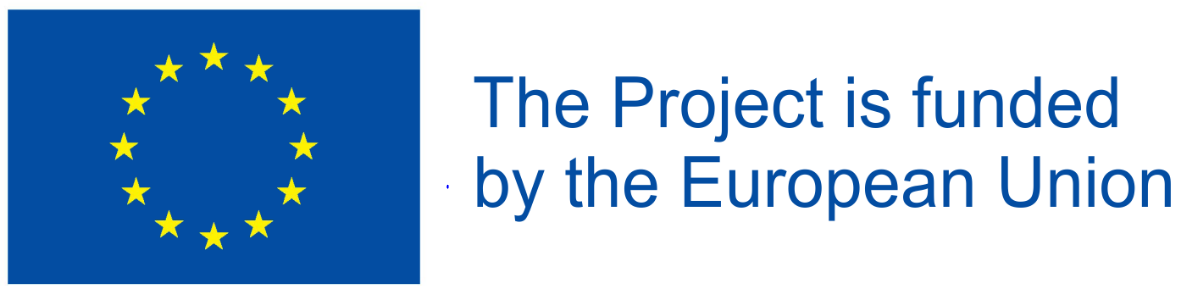 The Project is funded
by the European Union